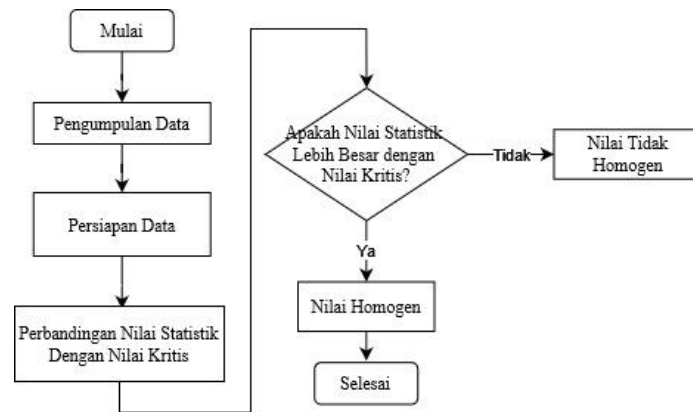 Mulai
Pengumpulan Data
Persiapan Data
Perbandingan Nilai Statistik
Dengan Nilai Kritis
Apakah Nilai Statistik
Lebih Besar dengan
Nilai Kritis?
Tidak
Nilai Tidak
Homogen
Ya
Nilai Homogen
Selesai